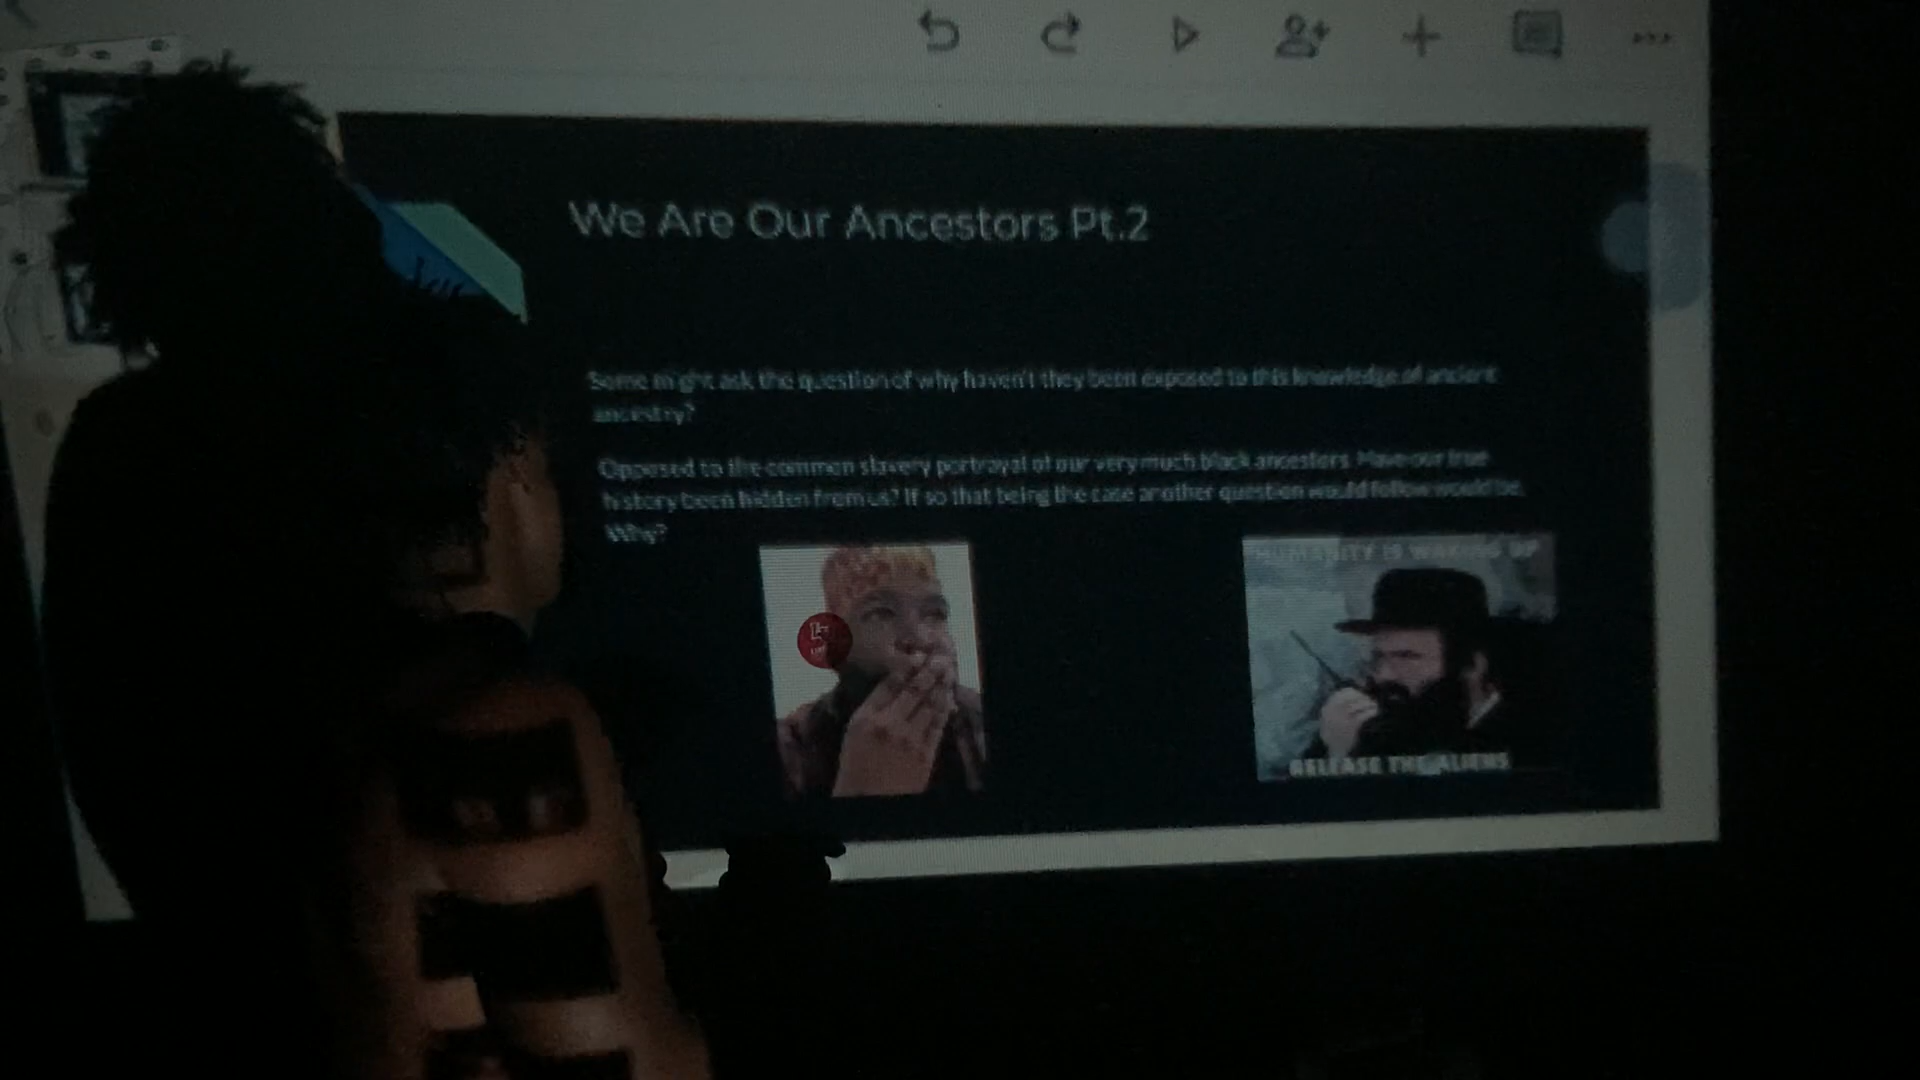 We Are Our Ancestors Pt.2
Some might ask the question of why haven't they been exposed to this knowledge of ancient
ancestry?
Opposed to the common slavery portrayal of our very much black ancestors. Have our true
history been hidden from us? If so that being the case another question would follow would be,
Why?
HUMANITY IS WAKING UP
RELEASE THE ALIENS